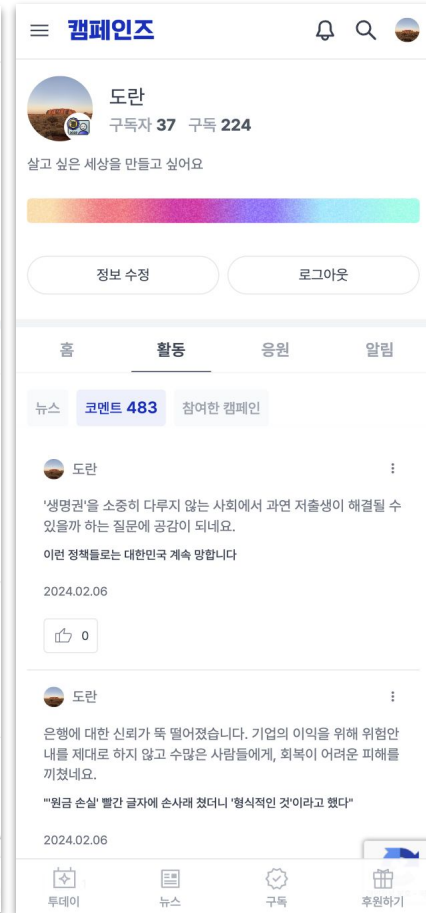 캠페인즈
도란
구독자 37 구독 224
살고 싶은 세상을 만들고 싶어요
정보 수정
로그아웃
홈 활동 응원 알림
뉴스 코멘트 483 참여한 캠페인
도란
'생명권'을 소중히 다루지 않는 사회에서 과연 저출생이 해결될 수
있을까 하는 질문에 공감이 되네요.
이런 정책들로는 대한민국 계속 망합니다
2024.02.06
0
도란
은행에 대한 신뢰가 뚝 떨어졌습니다. 기업의 이익을 위해 위험안
내를 제대로 하지 않고 수많은 사람들에게, 회복이 어려운 피해를
끼쳤네요.
"'원금 손실' 빨간 글자에 손사래 쳤더니 '형식적인 것'이라고 했다"
2024.02.06
투데이 뉴스 구독 후원하기